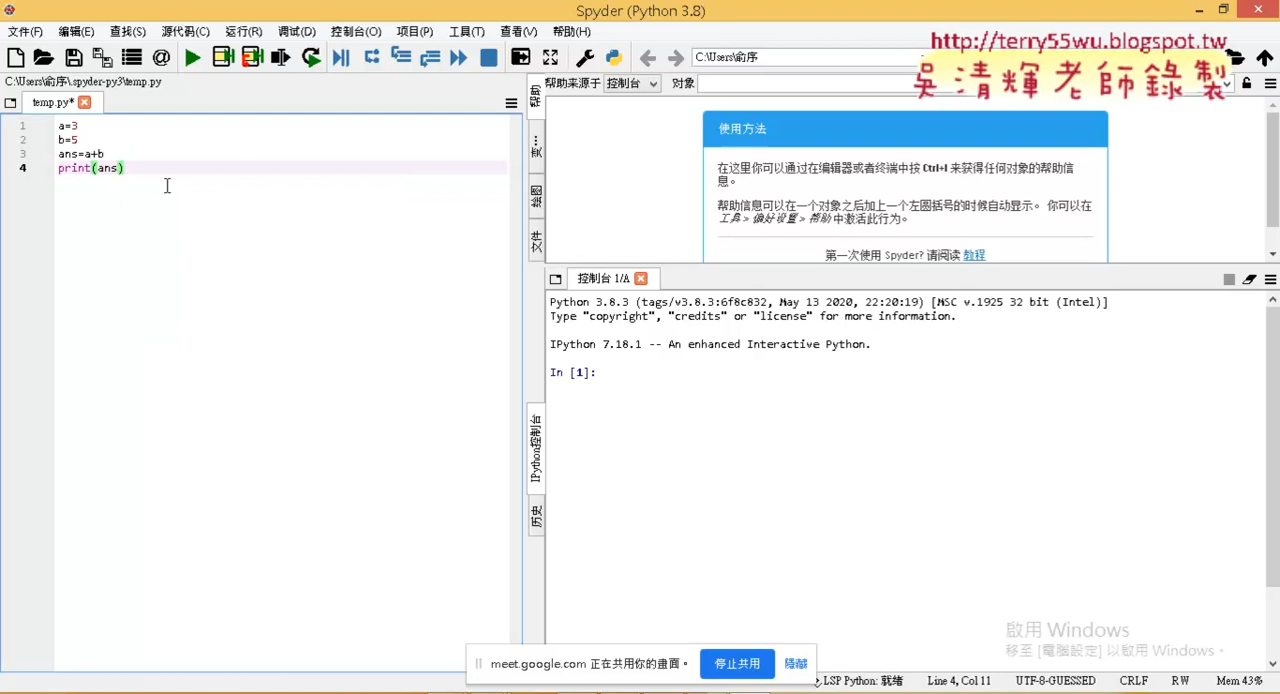 Spyder (Python 3.8)
文件(F) 编辑(E) 查找(S) 源代码(C) 运行(R) 调试(D) 控制台(O) 项目(P) 工具(T) 查看(V) 帮助(H)
http://terry55wu.blogspot.tw
吳清輝老師錄製
C:\Users\俞序
C:\Users\俞序\.spyder-py3\temp.py
temp.py*
帮助来源于 控制台 对象
1 a=3
2 b=5
3 ans=a+b
4 print(ans)
帮助
变...
绘图
文件
使用方法
在这里你可以通过在编辑器或者终端中按 Ctrl+I 来获得任何对象的帮助信
息。
帮助信息可以在一个对象之后加上一个左圆括号的时候自动显示。 你可以在
工具 > 偏好设置 > 帮助 中激活此行为。
第一次使用 Spyder? 请阅读 教程
控制台 1/A
Python 3.8.3 (tags/v3.8.3:6f8c832, May 13 2020, 22:20:19) [MSC v.1925 32 bit (Intel)]
Type "copyright", "credits" or "license" for more information.
IPython 7.18.1 -- An enhanced Interactive Python.
In [1]:
IPython控制台
历史
啟用 Windows
移至 [電腦設定] 以啟用 Windows。
meet.google.com 正在共用你的畫面。 停止共用 隱藏
LSP Python: 就绪 Line 4, Col 11 UTF-8-GUESSED CRLF RW Mem 43%